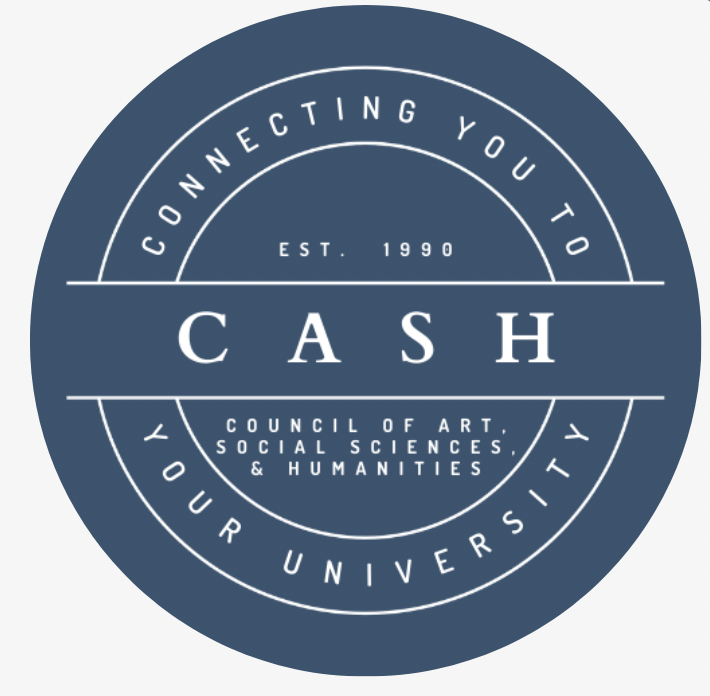 CONNECTING YOU TO
EST. 1990
CASH
COUNCIL OF ART,
SOCIAL SCIENCES,
& HUMANITIES
YOUR UNIVERSITY